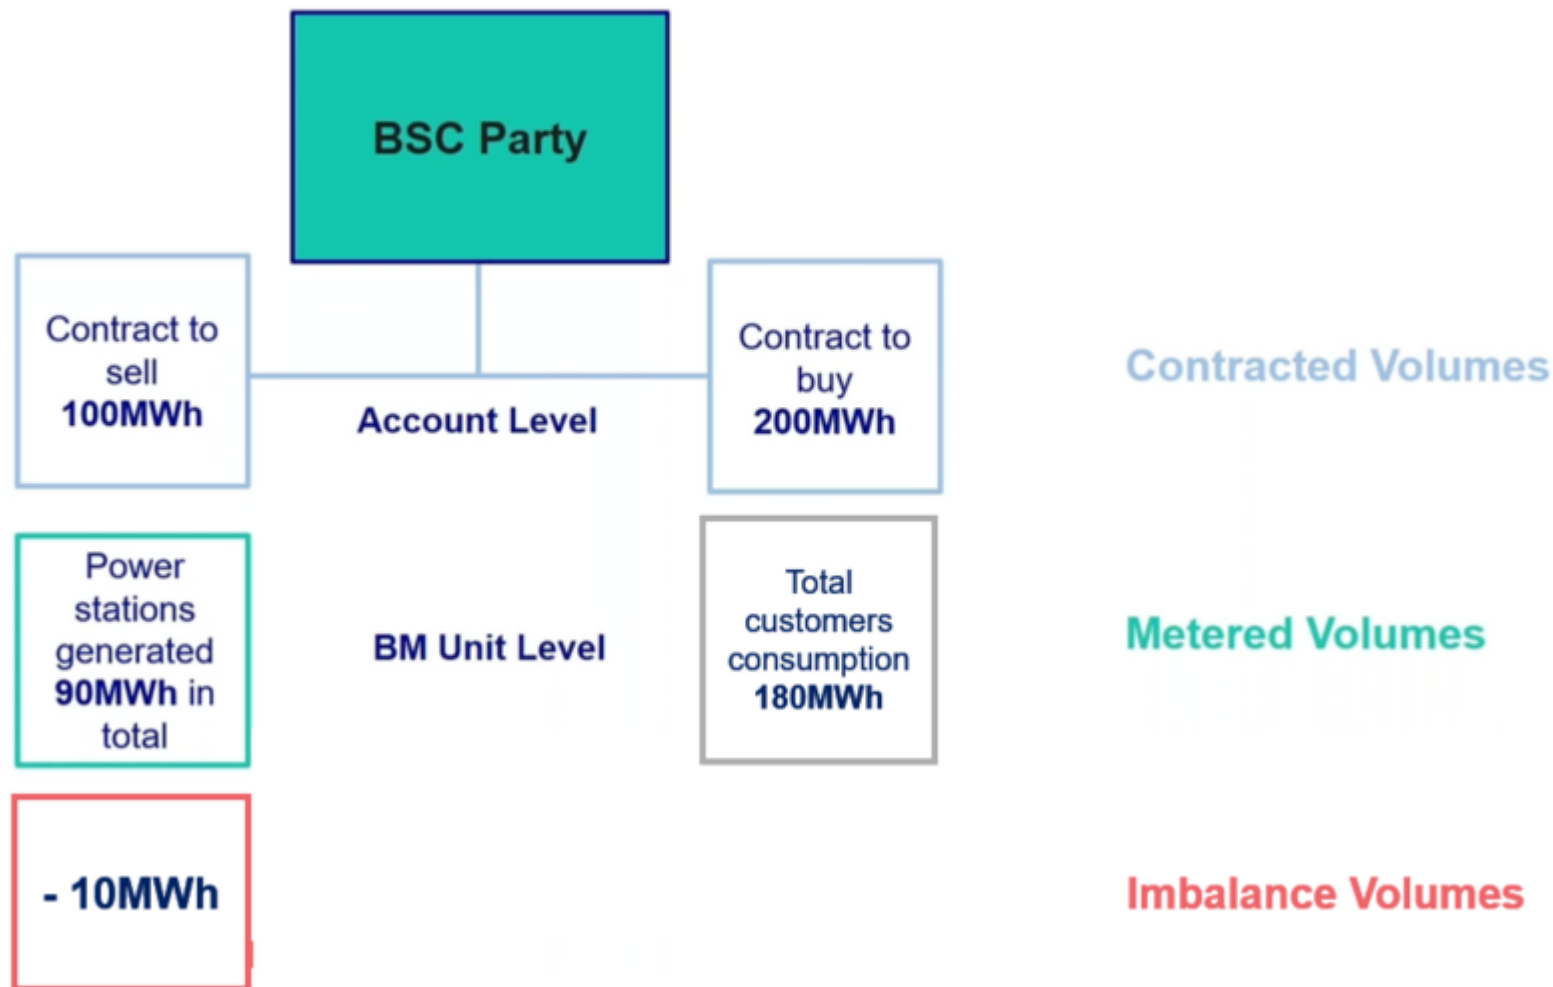 BSC Party
Contract to
sell
100MWh
Account Level
Contract to
buy
200MWh
Contracted Volumes
Power
stations
generated
90MWh in
total
BM Unit Level
Total
customers
consumption
180MWh
Metered Volumes
- 10MWh
Imbalance Volumes